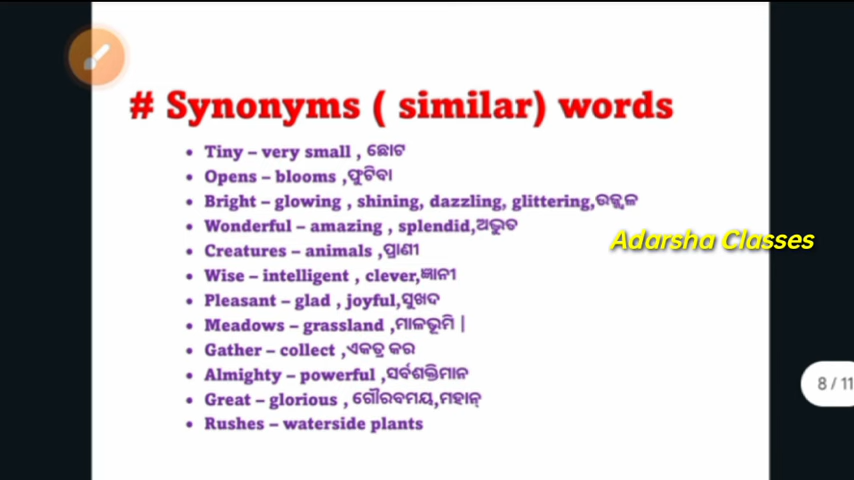 # Synonyms ( similar) words
• Tiny – very small , ଛୋଟ
• Opens – blooms ,ଫୁଟିବା
• Bright – glowing , shining, dazzling, glittering,ଉଜ୍ଜ୍ଵଳ
• Wonderful – amazing , splendid,ଅଦ୍ଭୁତ
Adarsha Classes
• Creatures – animals ,ପ୍ରାଣୀ
• Wise – intelligent , clever,ଜ୍ଞାନୀ
• Pleasant – glad , joyful,ସୁଖଦ
• Meadows – grassland ,ମାଳଭୂମି |
• Gather – collect ,ଏକତ୍ର କର
• Almighty – powerful ,ସର୍ବଶକ୍ତିମାନ
8 / 11
• Great – glorious , ଗୌରବମୟ,ମହାନ୍
• Rushes – waterside plants